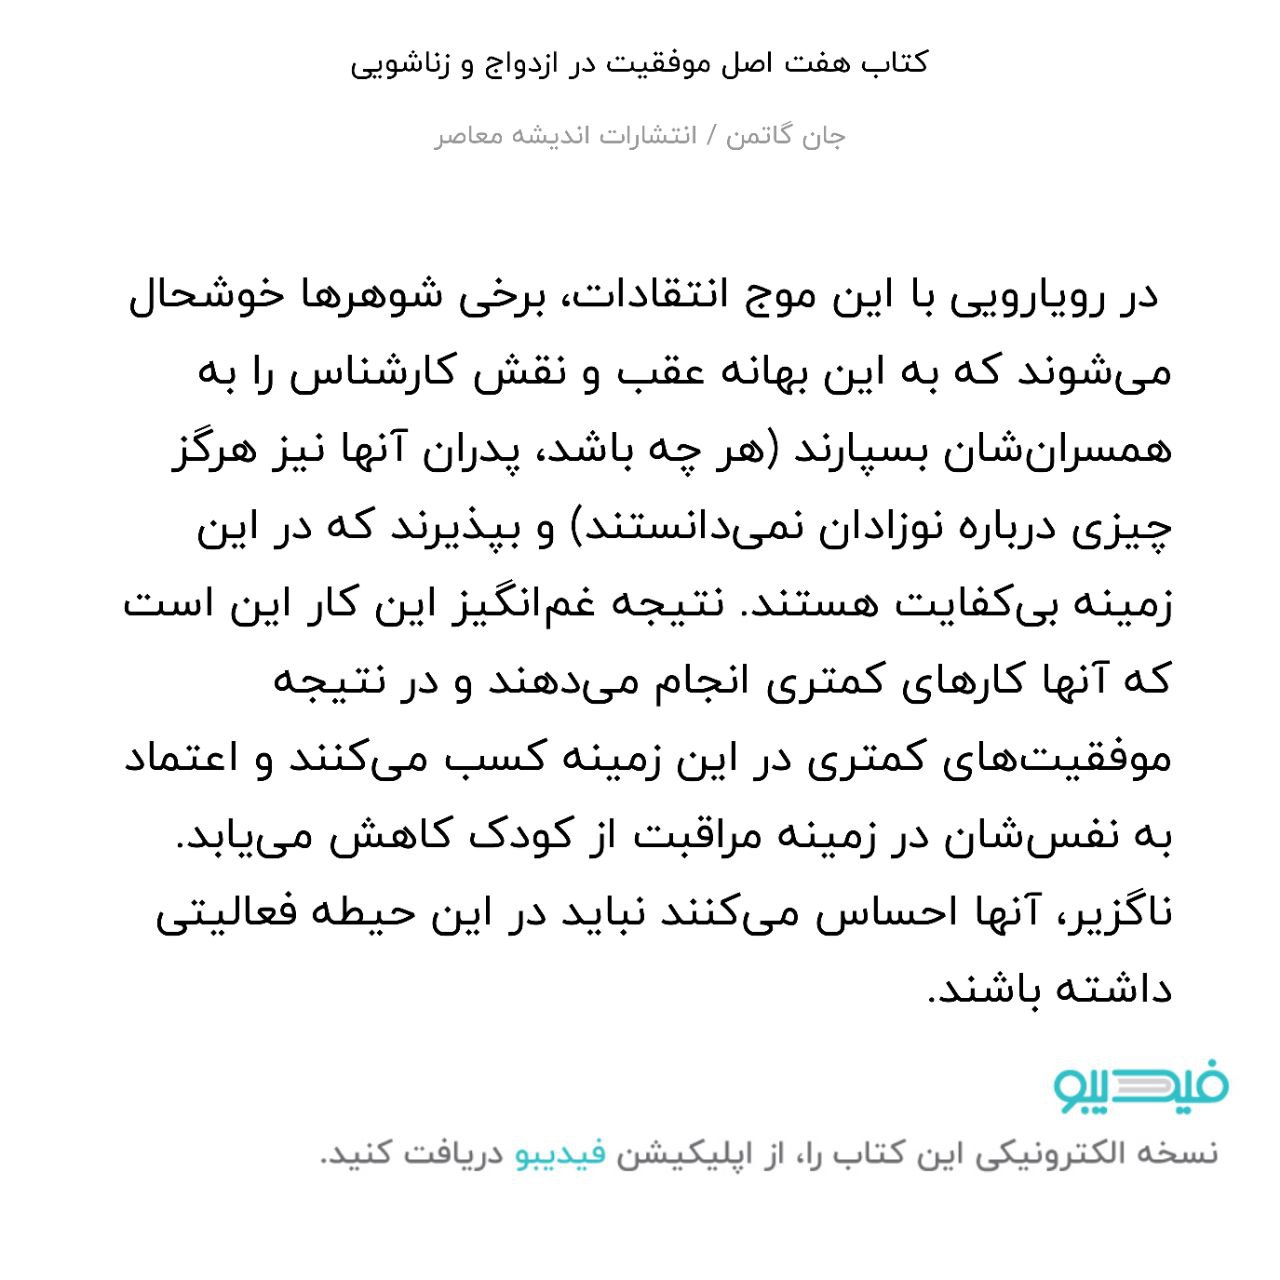 کتاب هفت اصل موفقیت در ازدواج و زناشویی
جان گاتمن / انتشارات اندیشه معاصر
در رویارویی با این موج انتقادات، برخی شوهرها خوشحال
می‌شوند که به این بهانه عقب و نقش کارشناس را به
همسران‌شان بسپارند (هر چه باشد، پدران آنها نیز هرگز
چیزی درباره نوزادان نمی‌دانستند) و بپذیرند که در این
زمینه بی‌کفایت هستند. نتیجه غم‌انگیز این کار این است
که آنها کارهای کمتری انجام می‌دهند و در نتیجه
موفقیت‌های کمتری در این زمینه کسب می‌کنند و اعتماد
به نفس‌شان در زمینه مراقبت از کودک کاهش می‌یابد.
ناگزیر، آنها احساس می‌کنند نباید در این حیطه فعالیتی
داشته باشند.
فیدیبو
نسخه الکترونیکی این کتاب را، از اپلیکیشن فیدیبو دریافت کنید.